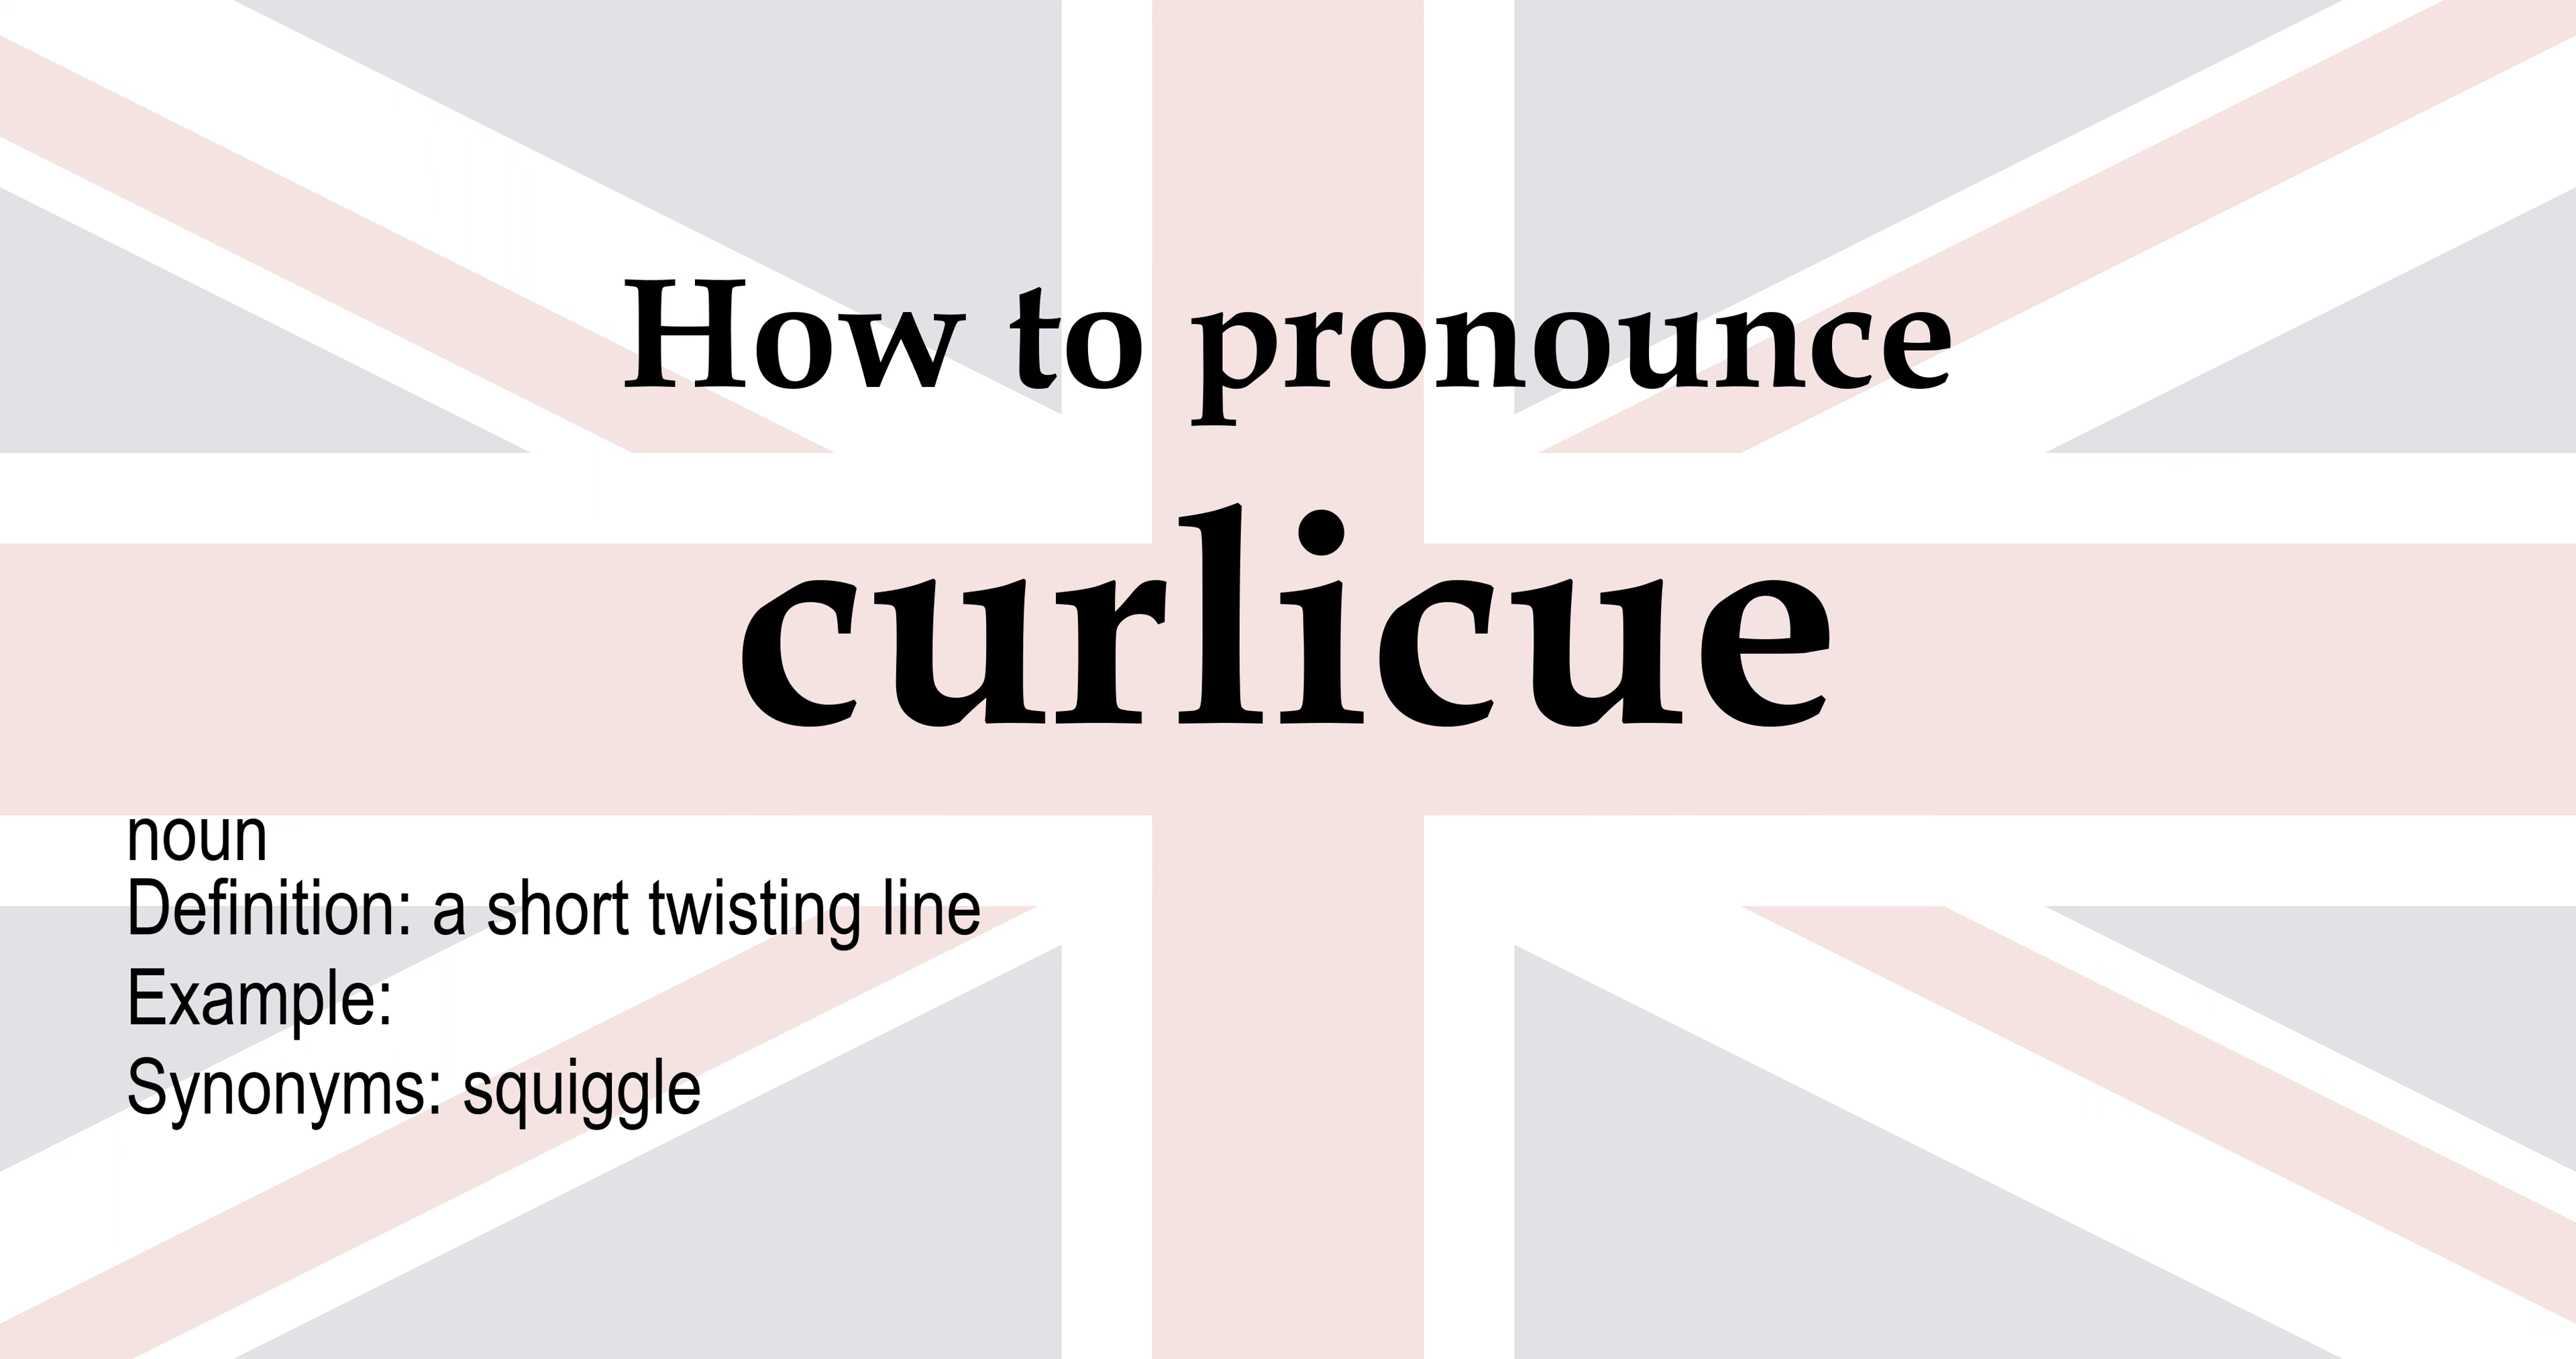 How to pronounce
curlicue
noun
Definition: a short twisting line
Example:
Synonyms: squiggle